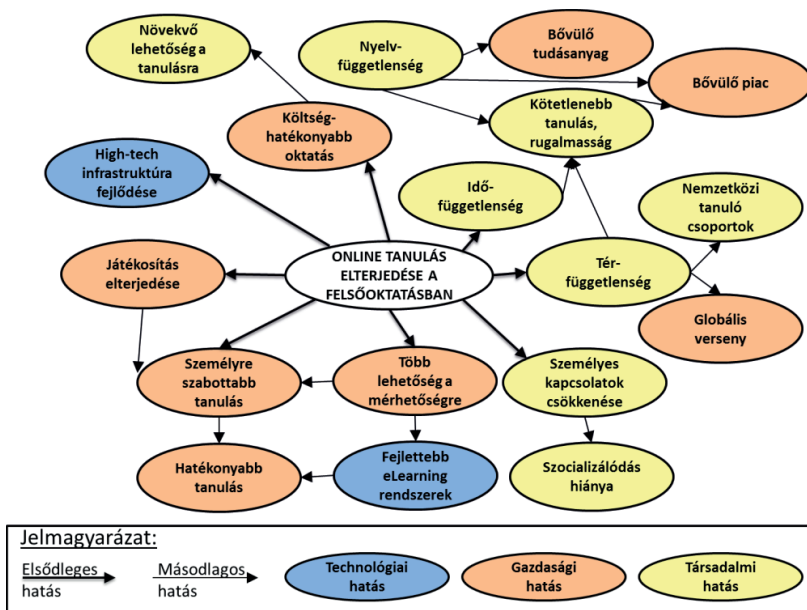 Növekvő
lehetőség a
tanulásra
Nyelv-
függetlenség
Bővülő
tudásanyag
Bővülő piac
Költség-
hatékonyabb
oktatás
Kötetlenebb
tanulás,
rugalmasság
High-tech
infrastruktúra
fejlődése
Idő-
függetlenség
Nemzetközi
tanuló
csoportok
Játékosítás
elterjedése
ONLINE TANULÁS
ELTERJEDÉSE A
FELSŐOKTATÁSBAN
Tér-
függetlenség
Globális
verseny
Személyre
szabottabb
tanulás
Több
lehetőség a
mérhetőségre
Személyes
kapcsolatok
csökkenése
Hatékonyabb
tanulás
Fejlettebb
eLearning
rendszerek
Szocializálódás
hiánya
Jelmagyarázat:
Elsődleges
hatás
Másodlagos
hatás
Technológiai
hatás
Gazdasági
hatás
Társadalmi
hatás